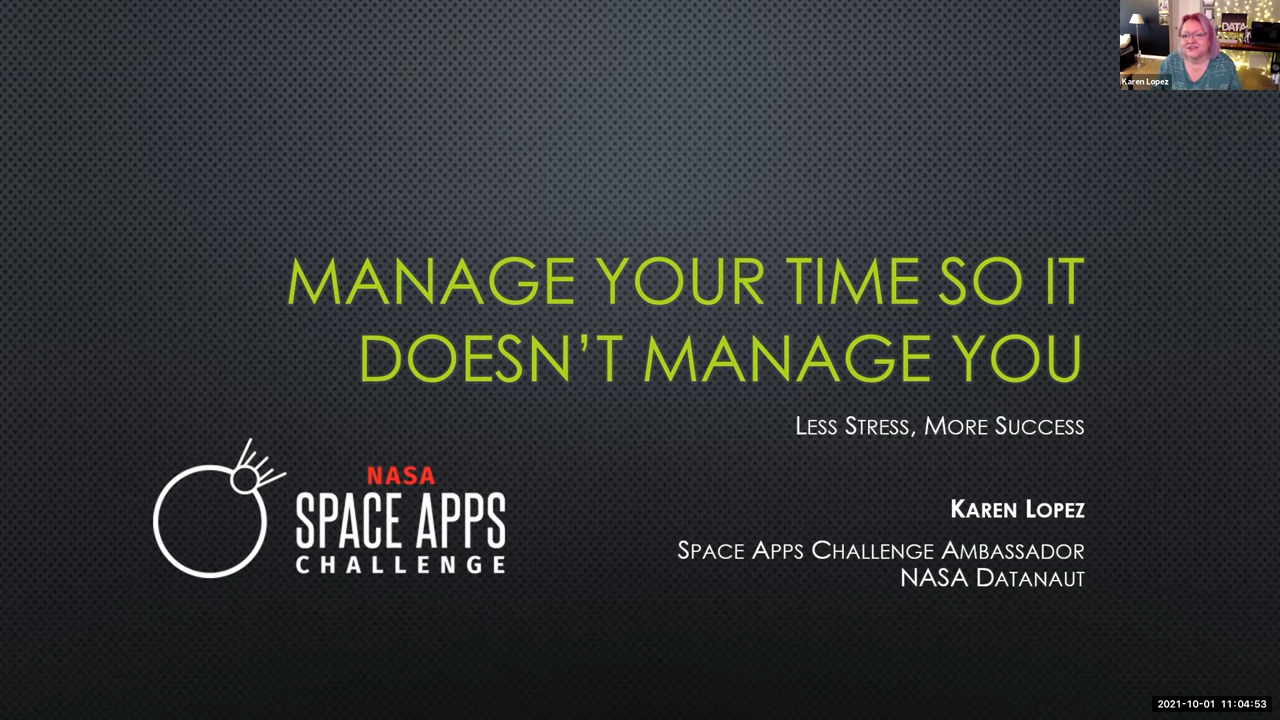 DATA
Karen Lopez
MANAGE YOUR TIME SO IT
DOESN’T MANAGE YOU
LESS STRESS, MORE SUCCESS
NASA
SPACE APPS
CHALLENGE
KAREN LOPEZ
SPACE APPS CHALLENGE AMBASSADOR
NASA DATANAUT
2021-10-01 11:04:53